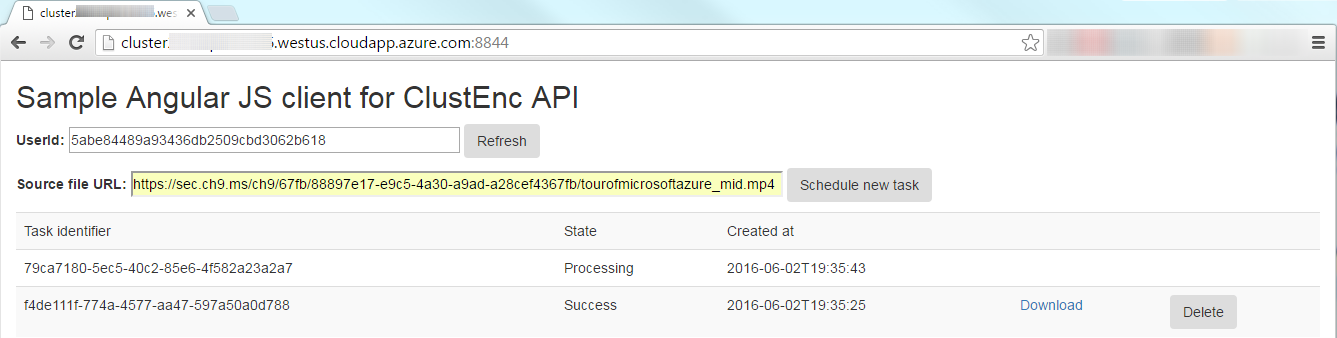 cluster. .wes
cluster. .westus.cloudapp.azure.com:8844
Sample Angular JS client for ClustEnc API
UserId: 5abe84489a93436db2509cbd3062b618 Refresh
Source file URL: https://sec.ch9.ms/ch9/67fb/88897e17-e9c5-4a30-a9ad-a28cef4367fb/tourofmicrosoftazure_mid.mp4 Schedule new task
Task identifier State Created at
79ca7180-5ec5-40c2-85e6-4f582a23a2a7 Processing 2016-06-02T19:35:43
f4de111f-774a-4577-aa47-597a50a0d788 Success 2016-06-02T19:35:25 Download Delete